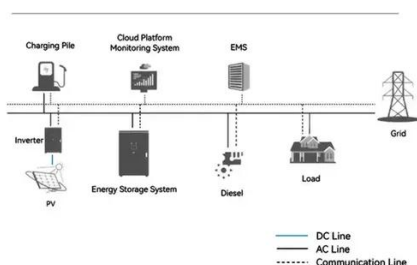 Charging Pile
Cloud Platform
Monitoring System
EMS
Grid
Inverter
PV
Energy Storage System
Diesel
Load
DC Line
AC Line
Communication Line